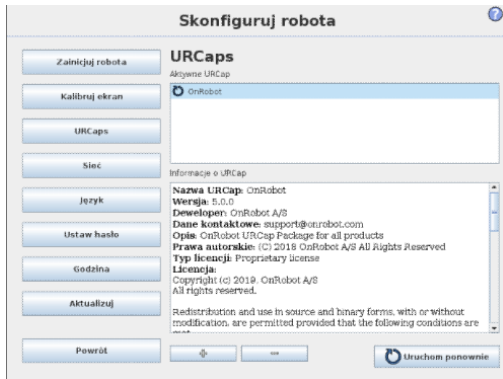 Skonfiguruj robota
Zainicjuj robota
Kalibruj ekran
URCaps
Sieć
Język
Ustaw hasło
Godzina
Aktualizuj
Powrót
URCaps
Aktywne URCap
OnRobot
Informacje o URCap
Nazwa URCap: OnRobot
Wersja: 5.0.0
Deweloper: OnRobot A/S
Dane kontaktowe: support@onrobot.com
Opis: OnRobot URCap Package for all products
Prawa autorskie: (C) 2018 OnRobot A/S All Rights Reserved
Typ licencji: Proprietary license
Licencja:
Copyright (c) 2019, OnRobot A/S
All rights reserved.
Redistribution and use in source and binary forms, with or without
modification, are permitted provided that the following conditions are
Uruchom ponownie